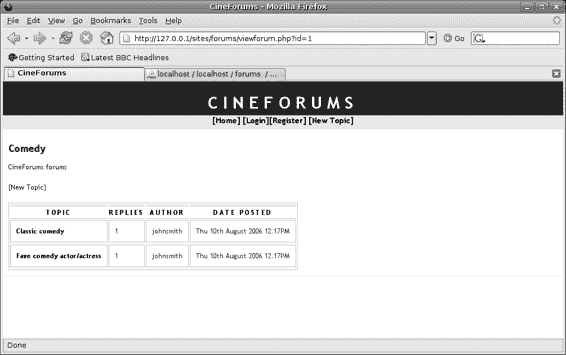 CineForums - Mozilla Firefox
File Edit View Go Bookmarks Tools Help
http://127.0.0.1/sites/forums/viewforum.php?id=1 Go
Getting Started Latest BBC Headlines
CineForums localhost / localhost / forums / ...
CINEFORUMS
[Home] [Login][Register] [New Topic]
Comedy
CineForums forums
[New Topic]
TOPIC REPLIES AUTHOR DATE POSTED
Classic comedy 1 johnsmith Thu 10th August 2006 12.17PM
Fave comedy actor/actress 1 johnsmith Thu 10th August 2006 12.17PM
Done